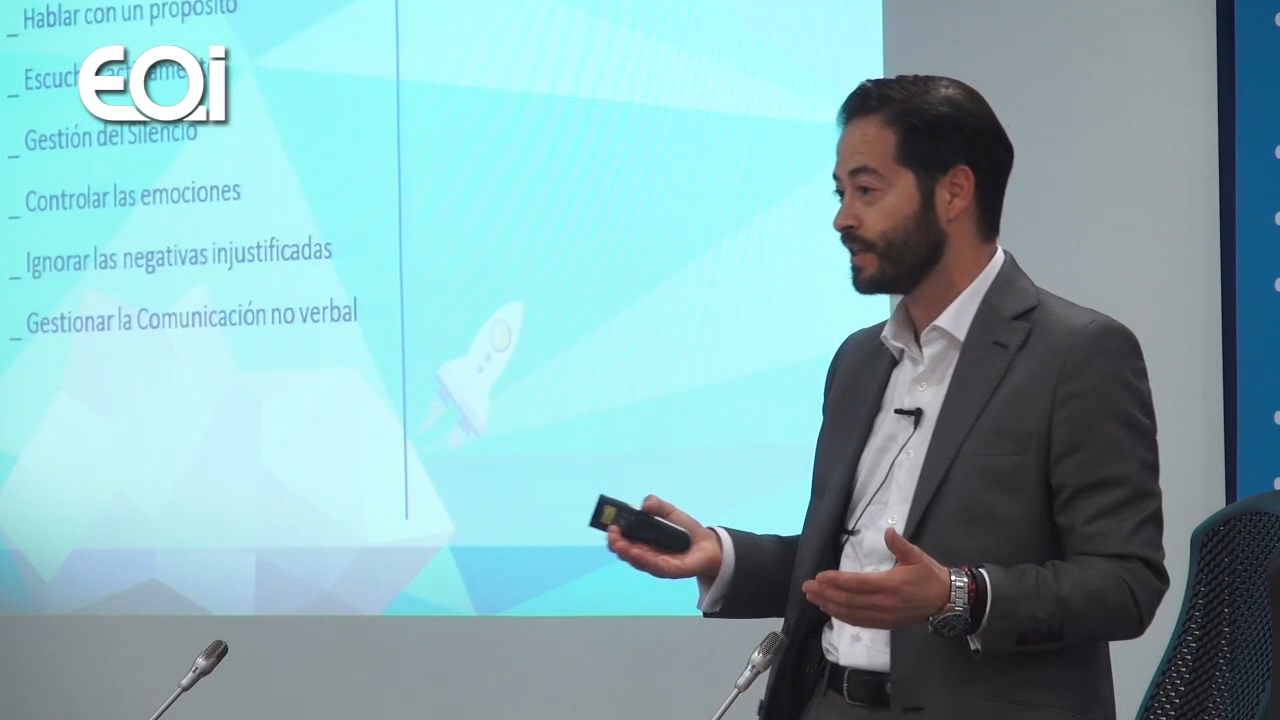 _ Hablar con un propósito
EOi
_ Escuch
_ Gestión del Silencio
_ Controlar las emociones
_ Ignorar las negativas injustificadas
_ Gestionar la Comunicación no verbal